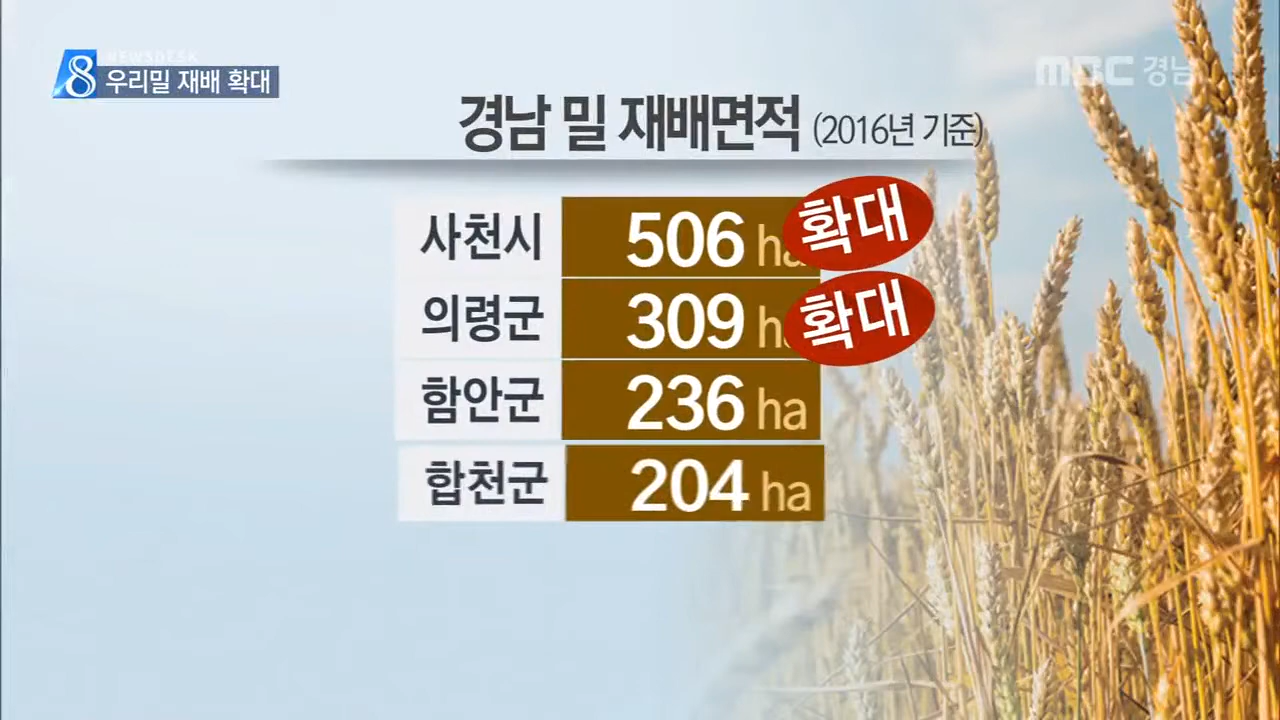 NEWSDESK
8 우리밀 재배 확대
MBC 경남
경남 밀 재배면적 (2016년 기준)
사천시 506 ha 확대
의령군 309 ha 확대
함안군 236 ha
합천군 204 ha